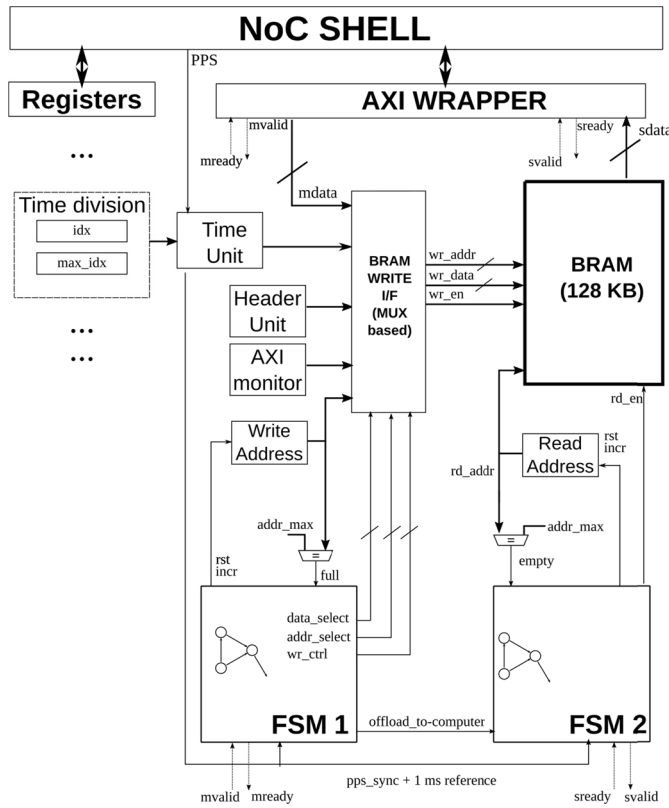 NoC SHELL
PPS
Registers
AXI WRAPPER
mvalid
mready
sready
svalid
sdata
...
mdata
Time division
idx
max_idx
Time
Unit
BRAM
WRITE
I/F
(MUX
based)
wr_addr
wr_data
wr_en
BRAM
(128 KB)
Header
Unit
...
...
AXI
monitor
rd_en
Write
Address
Read
Address
rst
incr
rd_addr
addr_max
=
full
addr_max
=
empty
rst
incr
data_select
addr_select
wr_ctrl
FSM 1
offload_to-computer
FSM 2
pps_sync + 1 ms reference
mvalid
mready
sready
svalid